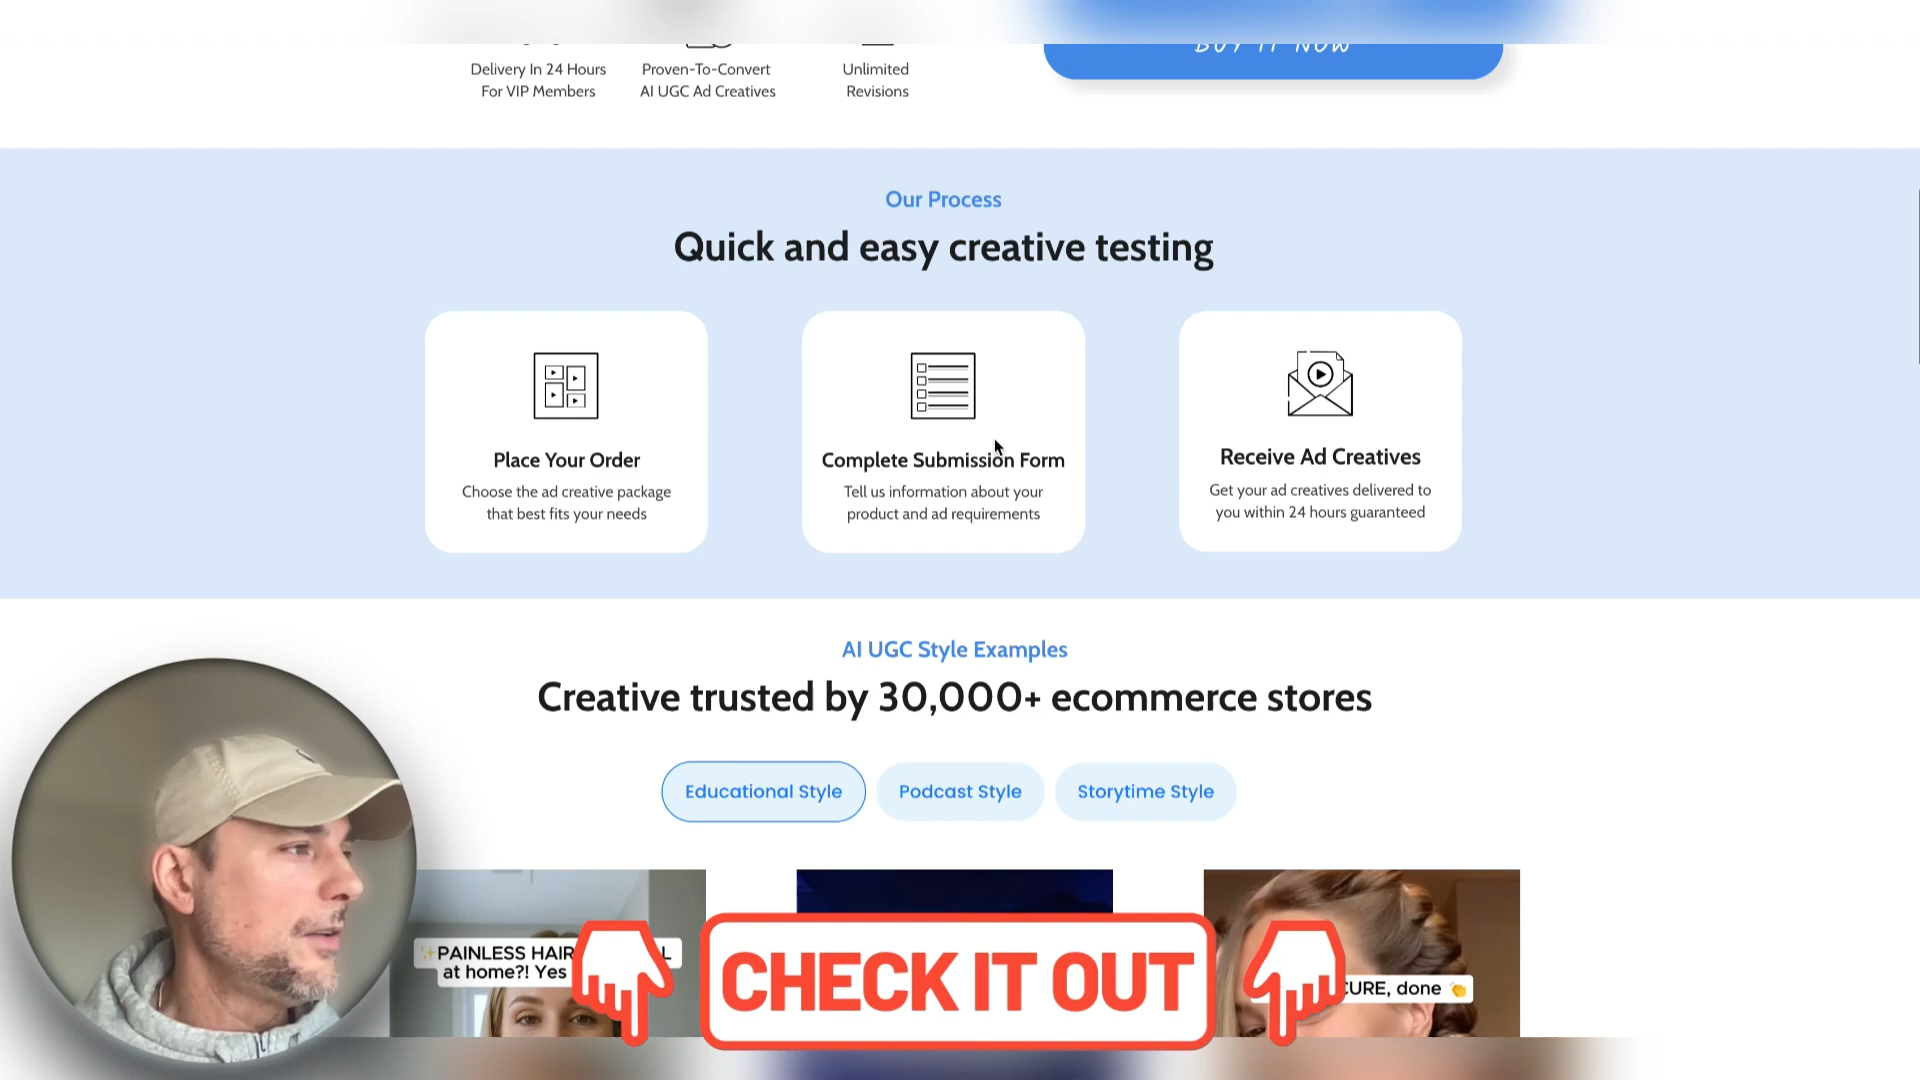 BUY IT NOW
Delivery In 24 Hours
For VIP Members
Proven-To-Convert
AI UGC Ad Creatives
Unlimited
Revisions
Our Process
Quick and easy creative testing
Place Your Order
Choose the ad creative package
that best fits your needs
Complete Submission Form
Tell us information about your
product and ad requirements
Receive Ad Creatives
Get your ad creatives delivered to
you within 24 hours guaranteed
AI UGC Style Examples
Creative trusted by 30,000+ ecommerce stores
Educational Style
Podcast Style
Storytime Style
✨PAINLESS HAIR
at home?! Yes
CHECK IT OUT
CURE, done 👏